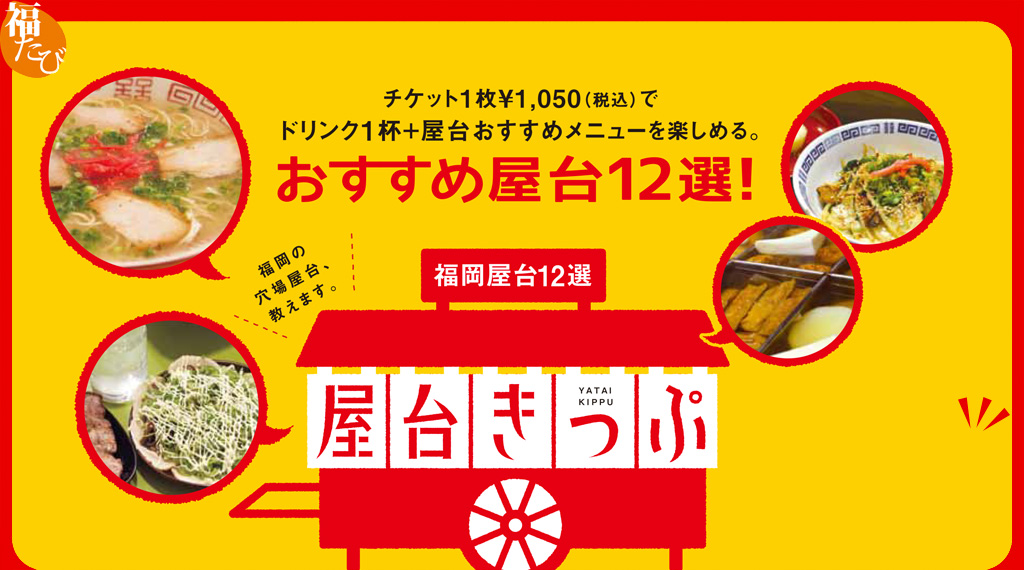 福
たび
チケット1枚¥1,050（税込）で
ドリンク1杯+屋台おすすめメニューを楽しめる。
おすすめ屋台12選！
福岡の
穴場屋台、
教えます。
福岡屋台12選
屋台きっぷ
YATAI
KIPPU